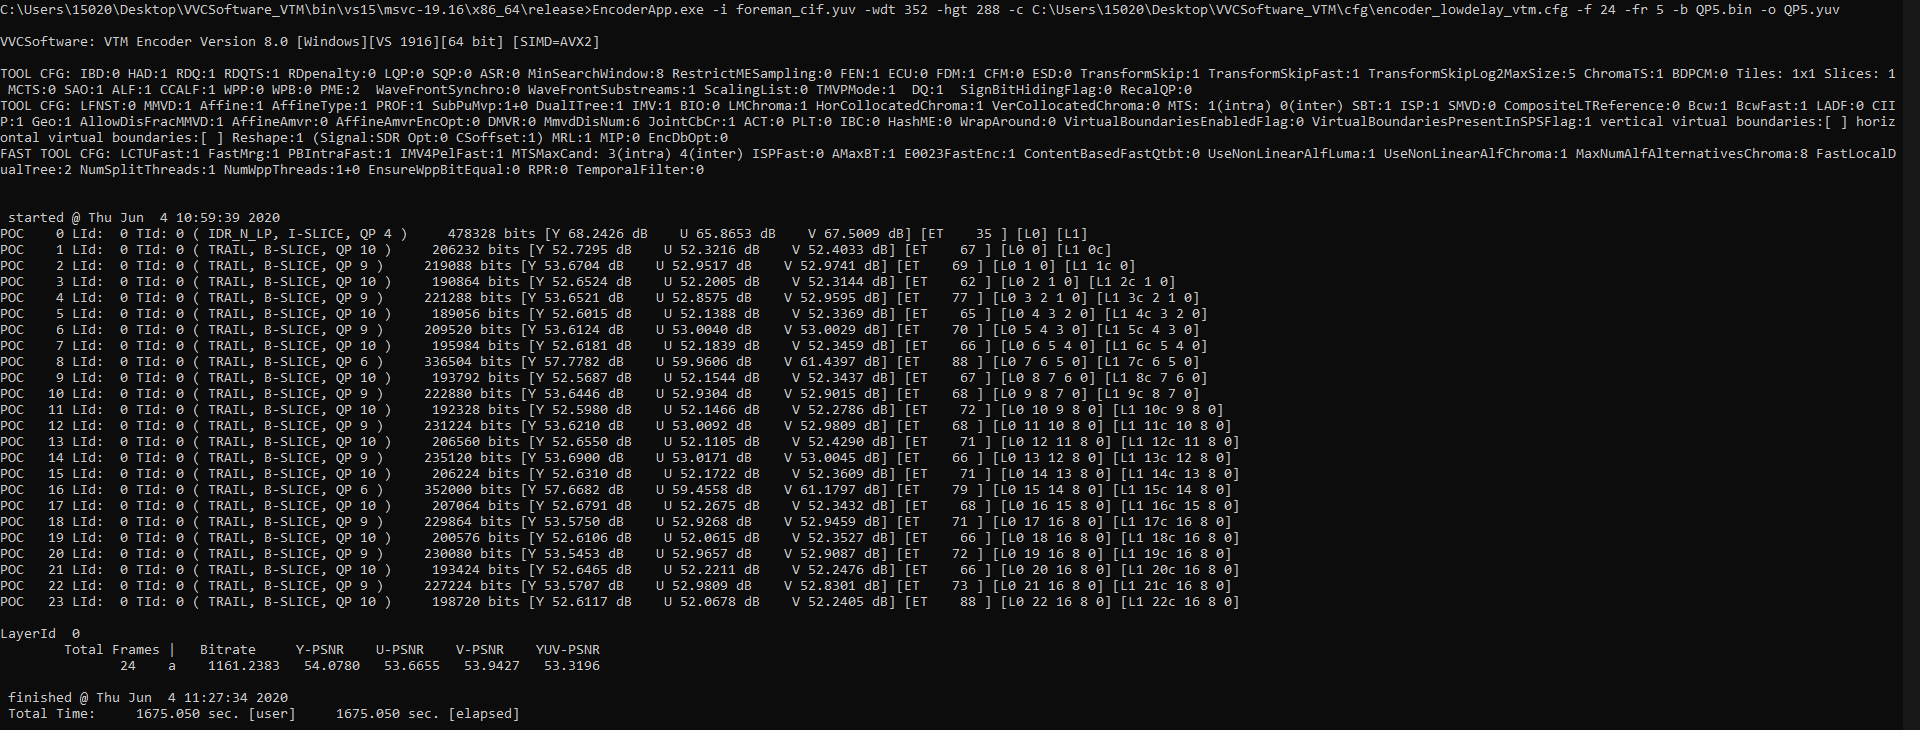 C:\Users\15020\Desktop\VVCSoftware_VTM\bin\vs15\msvc-19.16\x86_64\release>EncoderApp.exe -i foreman_cif.yuv -wdt 352 -hgt 288 -c C:\Users\15020\Desktop\VVCSoftware_VTM\cfg\encoder_lowdelay_vtm.cfg -f 24 -fr 5 -b QP5.bin -o QP5.yuv
VVCSoftware: VTM Encoder Version 8.0 [Windows][VS 1916][64 bit] [SIMD=AVX2]
TOOL CFG: IBD:0 HAD:1 RDQ:1 RDQTS:1 RDpenalty:0 LQP:0 SQP:0 ASR:0 MinSearchWindow:8 RestrictMESampling:0 FEN:1 ECU:0 FDM:1 CFM:0 ESD:0 TransformSkip:1 TransformSkipFast:1 TransformSkipLog2MaxSize:5 ChromaTS:1 BDPCM:0 Tiles: 1x1 Slices: 1
MCTS:0 SAO:1 ALF:1 CCALF:1 WPP:0 WPB:0 PME:2  WaveFrontSynchro:0 WaveFrontSubstreams:1 ScalingList:0 TMVPMode:1  DQ:1  SignBitHidingFlag:0 RecalQP:0
TOOL CFG: LFNST:0 MMVD:1 Affine:1 AffineType:1 PROF:1 SubPuMvp:1+0 DualITree:1 IMV:1 BIO:0 LMChroma:1 HorCollocatedChroma:1 VerCollocatedChroma:0 MTS: 1(intra) 0(inter) SBT:1 ISP:1 SMVD:0 CompositeLTReference:0 Bcw:1 BcwFast:1 LADF:0 CII
P:1 Geo:1 AllowDisFracMMVD:1 AffineAmvr:0 AffineAmvrEncOpt:0 DMVR:0 MmvdDisNum:6 JointCbCr:1 ACT:0 PLT:0 IBC:0 HashME:0 WrapAround:0 VirtualBoundariesEnabledFlag:0 VirtualBoundariesPresentInSPSFlag:1 vertical virtual boundaries:[ ] horiz
ontal virtual boundaries:[ ] Reshape:1 (Signal:SDR Opt:0 CSoffset:1) MRL:1 MIP:0 EncDbOpt:0
FAST TOOL CFG: LCTUFast:1 FastMrg:1 PBIntraFast:1 IMV4PelFast:1 MTSMaxCand: 3(intra) 4(inter) ISPFast:0 AMaxBT:1 E0023FastEnc:1 ContentBasedFastQtbt:0 UseNonLinearAlfLuma:1 UseNonLinearAlfChroma:1 MaxNumAlfAlternativesChroma:8 FastLocalD
ualTree:2 NumSplitThreads:1 NumWppThreads:1+0 EnsureWppBitEqual:0 RPR:0 TemporalFilter:0
started @ Thu Jun  4 10:59:39 2020
POC    0 LId:  0 TId: 0 ( IDR_N_LP, I-SLICE, QP 4 )     478328 bits [Y 68.2426 dB    U 65.8653 dB    V 67.5009 dB] [ET    35 ] [L0] [L1]
POC    1 LId:  0 TId: 0 ( TRAIL, B-SLICE, QP 10 )     206232 bits [Y 52.7295 dB    U 52.3216 dB    V 52.4033 dB] [ET    67 ] [L0 0] [L1 0c]
POC    2 LId:  0 TId: 0 ( TRAIL, B-SLICE, QP 9 )     219088 bits [Y 53.6704 dB    U 52.9517 dB    V 52.9741 dB] [ET    69 ] [L0 1 0] [L1 1c 0]
POC    3 LId:  0 TId: 0 ( TRAIL, B-SLICE, QP 10 )     190864 bits [Y 52.6524 dB    U 52.2005 dB    V 52.3144 dB] [ET    62 ] [L0 2 1 0] [L1 2c 1 0]
POC    4 LId:  0 TId: 0 ( TRAIL, B-SLICE, QP 9 )     221288 bits [Y 53.6521 dB    U 52.8575 dB    V 52.9595 dB] [ET    77 ] [L0 3 2 1 0] [L1 3c 2 1 0]
POC    5 LId:  0 TId: 0 ( TRAIL, B-SLICE, QP 10 )     189056 bits [Y 52.6015 dB    U 52.1388 dB    V 52.3369 dB] [ET    65 ] [L0 4 3 2 0] [L1 4c 3 2 0]
POC    6 LId:  0 TId: 0 ( TRAIL, B-SLICE, QP 9 )     209520 bits [Y 53.6124 dB    U 53.0040 dB    V 53.0029 dB] [ET    70 ] [L0 5 4 3 0] [L1 5c 4 3 0]
POC    7 LId:  0 TId: 0 ( TRAIL, B-SLICE, QP 10 )     195984 bits [Y 52.6181 dB    U 52.1839 dB    V 52.3459 dB] [ET    66 ] [L0 6 5 4 0] [L1 6c 5 4 0]
POC    8 LId:  0 TId: 0 ( TRAIL, B-SLICE, QP 6 )     336504 bits [Y 57.7782 dB    U 59.9606 dB    V 61.4397 dB] [ET    88 ] [L0 7 6 5 0] [L1 7c 6 5 0]
POC    9 LId:  0 TId: 0 ( TRAIL, B-SLICE, QP 10 )     193792 bits [Y 52.5687 dB    U 52.1544 dB    V 52.3437 dB] [ET    67 ] [L0 8 7 6 0] [L1 8c 7 6 0]
POC   10 LId:  0 TId: 0 ( TRAIL, B-SLICE, QP 9 )     222880 bits [Y 53.6446 dB    U 52.9304 dB    V 52.9015 dB] [ET    68 ] [L0 9 8 7 0] [L1 9c 8 7 0]
POC   11 LId:  0 TId: 0 ( TRAIL, B-SLICE, QP 10 )     192328 bits [Y 52.5980 dB    U 52.1466 dB    V 52.2786 dB] [ET    72 ] [L0 10 9 8 0] [L1 10c 9 8 0]
POC   12 LId:  0 TId: 0 ( TRAIL, B-SLICE, QP 9 )     231224 bits [Y 53.6210 dB    U 53.0092 dB    V 52.9809 dB] [ET    68 ] [L0 11 10 8 0] [L1 11c 10 8 0]
POC   13 LId:  0 TId: 0 ( TRAIL, B-SLICE, QP 10 )     206560 bits [Y 52.6550 dB    U 52.1105 dB    V 52.4290 dB] [ET    71 ] [L0 12 11 8 0] [L1 12c 11 8 0]
POC   14 LId:  0 TId: 0 ( TRAIL, B-SLICE, QP 9 )     235120 bits [Y 53.6900 dB    U 53.0171 dB    V 53.0045 dB] [ET    66 ] [L0 13 12 8 0] [L1 13c 12 8 0]
POC   15 LId:  0 TId: 0 ( TRAIL, B-SLICE, QP 10 )     206224 bits [Y 52.6310 dB    U 52.1722 dB    V 52.3609 dB] [ET    71 ] [L0 14 13 8 0] [L1 14c 13 8 0]
POC   16 LId:  0 TId: 0 ( TRAIL, B-SLICE, QP 6 )     352000 bits [Y 57.6682 dB    U 59.4558 dB    V 61.1797 dB] [ET    79 ] [L0 15 14 8 0] [L1 15c 14 8 0]
POC   17 LId:  0 TId: 0 ( TRAIL, B-SLICE, QP 10 )     207064 bits [Y 52.6791 dB    U 52.2675 dB    V 52.3432 dB] [ET    68 ] [L0 16 15 8 0] [L1 16c 15 8 0]
POC   18 LId:  0 TId: 0 ( TRAIL, B-SLICE, QP 9 )     229864 bits [Y 53.5750 dB    U 52.9268 dB    V 52.9459 dB] [ET    71 ] [L0 17 16 8 0] [L1 17c 16 8 0]
POC   19 LId:  0 TId: 0 ( TRAIL, B-SLICE, QP 10 )     200576 bits [Y 52.6106 dB    U 52.0615 dB    V 52.3527 dB] [ET    66 ] [L0 18 16 8 0] [L1 18c 16 8 0]
POC   20 LId:  0 TId: 0 ( TRAIL, B-SLICE, QP 9 )     230080 bits [Y 53.5453 dB    U 52.9657 dB    V 52.9087 dB] [ET    72 ] [L0 19 16 8 0] [L1 19c 16 8 0]
POC   21 LId:  0 TId: 0 ( TRAIL, B-SLICE, QP 10 )     193424 bits [Y 52.6465 dB    U 52.2211 dB    V 52.2476 dB] [ET    66 ] [L0 20 16 8 0] [L1 20c 16 8 0]
POC   22 LId:  0 TId: 0 ( TRAIL, B-SLICE, QP 9 )     227224 bits [Y 53.5707 dB    U 52.9809 dB    V 52.8301 dB] [ET    73 ] [L0 21 16 8 0] [L1 21c 16 8 0]
POC   23 LId:  0 TId: 0 ( TRAIL, B-SLICE, QP 10 )     198720 bits [Y 52.6117 dB    U 52.0678 dB    V 52.2405 dB] [ET    88 ] [L0 22 16 8 0] [L1 22c 16 8 0]
LayerId  0
Total Frames |   Bitrate     Y-PSNR    U-PSNR    V-PSNR    YUV-PSNR
24    a    1161.2383   54.0780   53.6655   53.9427   53.3196
finished @ Thu Jun  4 11:27:34 2020
Total Time:     1675.050 sec. [user]     1675.050 sec. [elapsed]